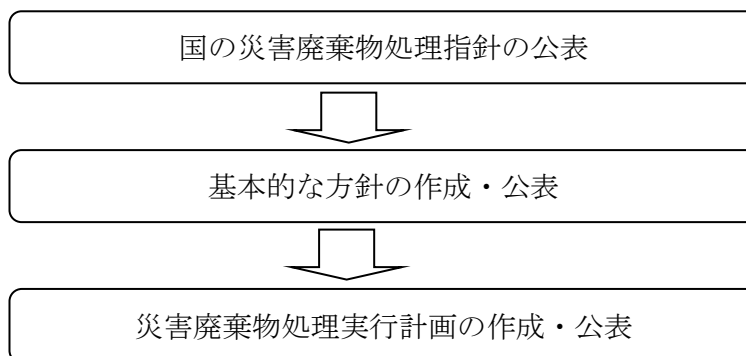 国の災害廃棄物処理指針の公表
基本的な方針の作成・公表
災害廃棄物処理実行計画の作成・公表